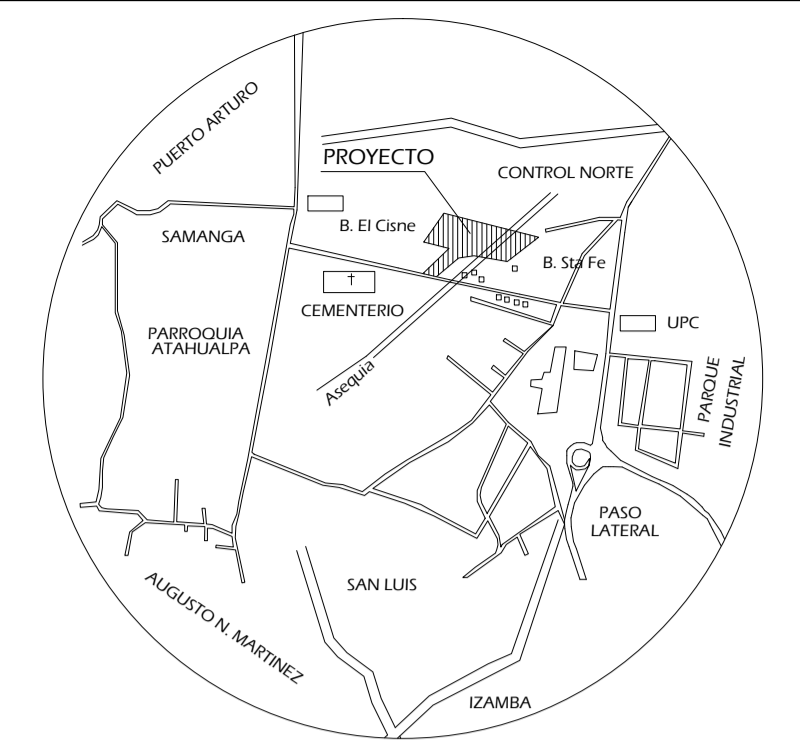 PUERTO ARTURO
PROYECTO
CONTROL NORTE
B. El Cisne
SAMANGA
B. Sta Fe
†
CEMENTERIO
UPC
PARROQUIA
ATAHUALPA
Asequia
PARQUE
INDUSTRIAL
PASO
LATERAL
SAN LUIS
AUGUSTO N. MARTINEZ
IZAMBA